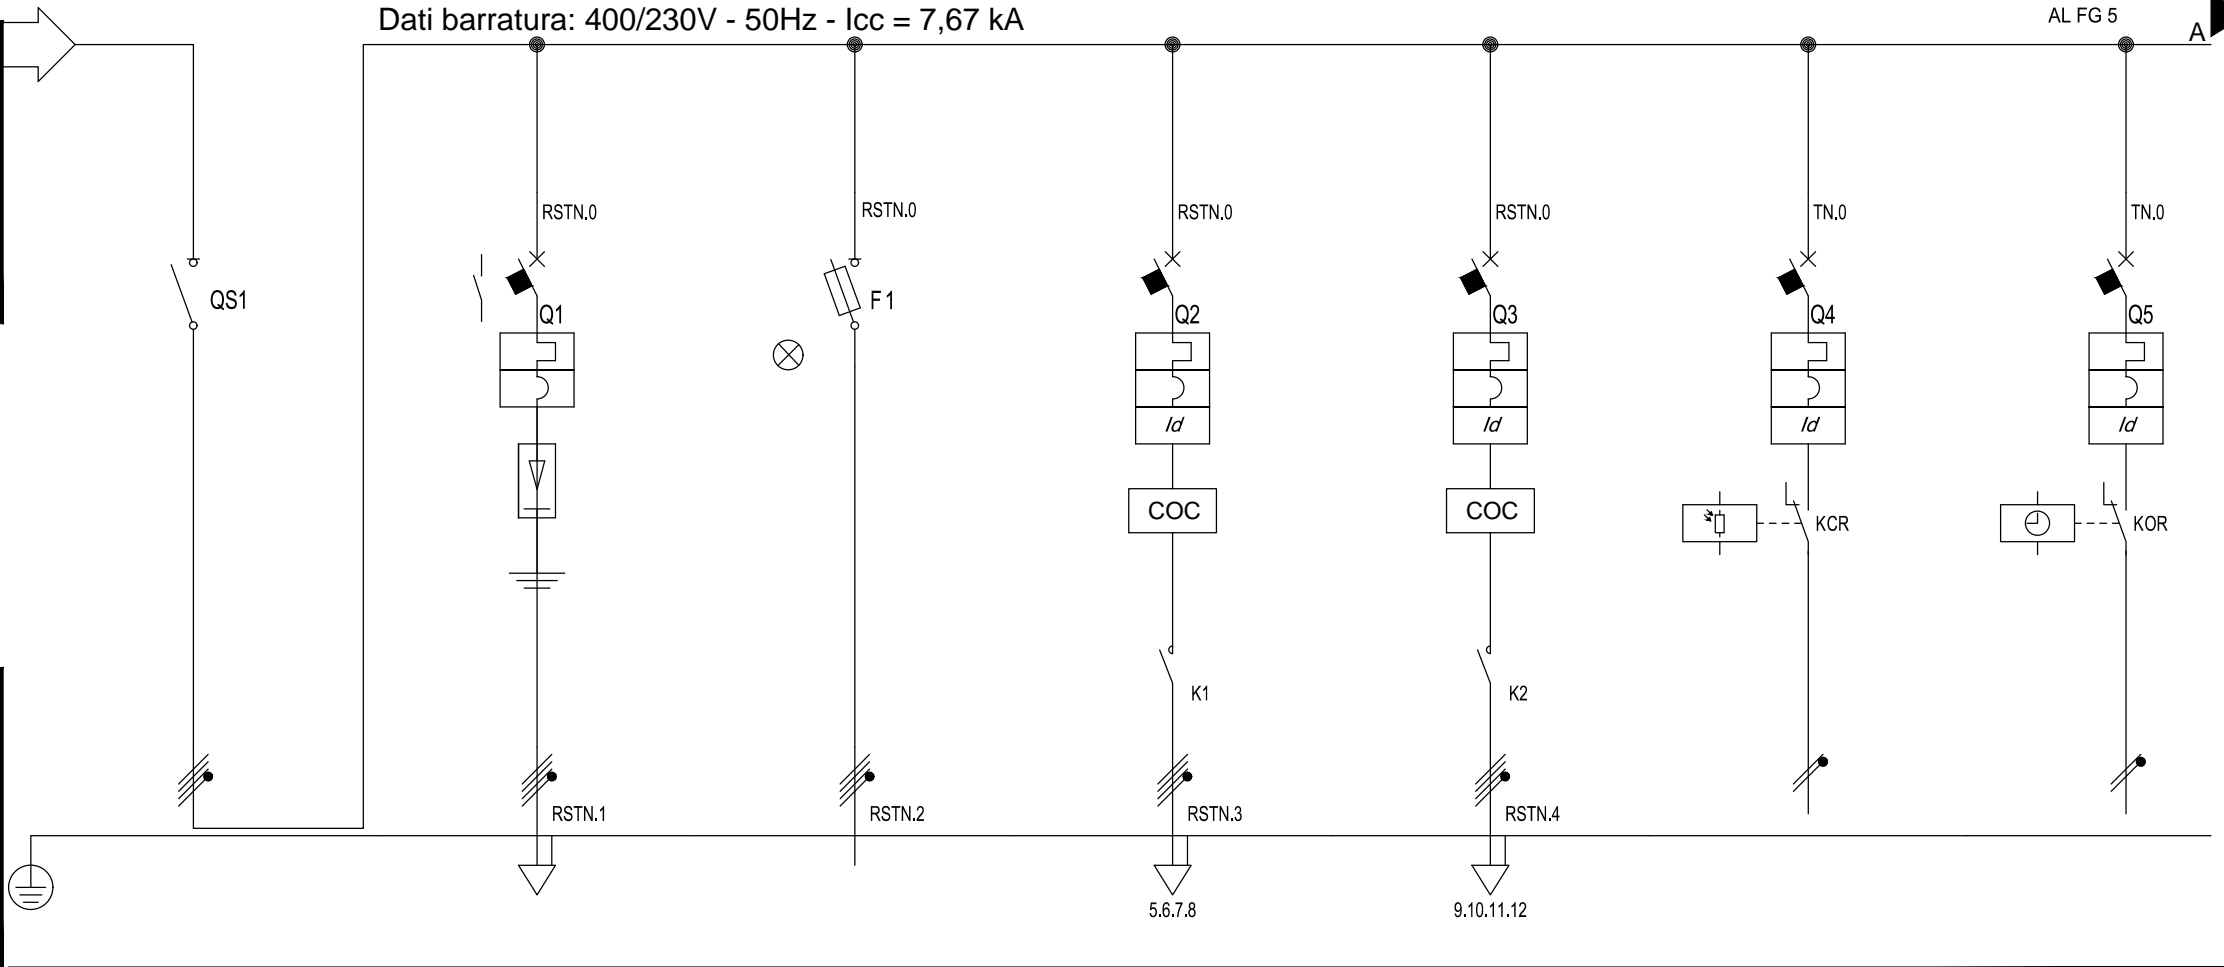 Dati barratura: 400/230V - 50Hz - Icc = 7,67 kA
AL FG 5
A
RSTN.0
RSTN.0
RSTN.0
RSTN.0
TN.0
TN.0
QS1
Q1
F1
Q2
Q3
Q4
Q5
Id
Id
Id
Id
COC
COC
KCR
KOR
K1
K2
RSTN.1
RSTN.2
RSTN.3
RSTN.4
5.6.7.8
9.10.11.12